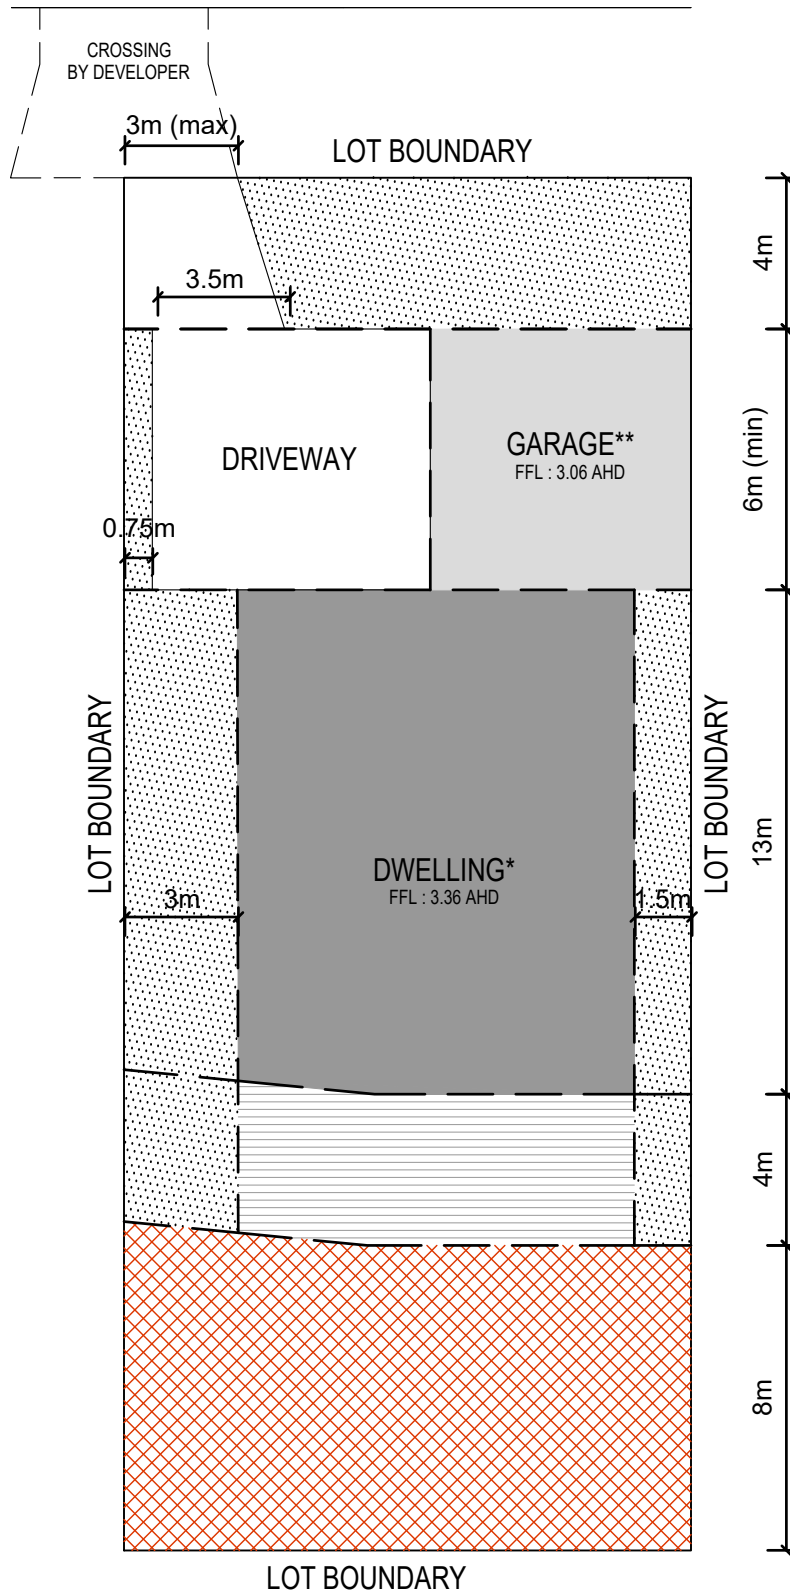 CROSSING
BY DEVELOPER
3m (max)
LOT BOUNDARY
4m
3.5m
DRIVEWAY
GARAGE**
FFL : 3.06 AHD
6m (min)
0.75m
LOT BOUNDARY
LOT BOUNDARY
13m
DWELLING*
FFL : 3.36 AHD
3m
1.5m
4m
8m
LOT BOUNDARY